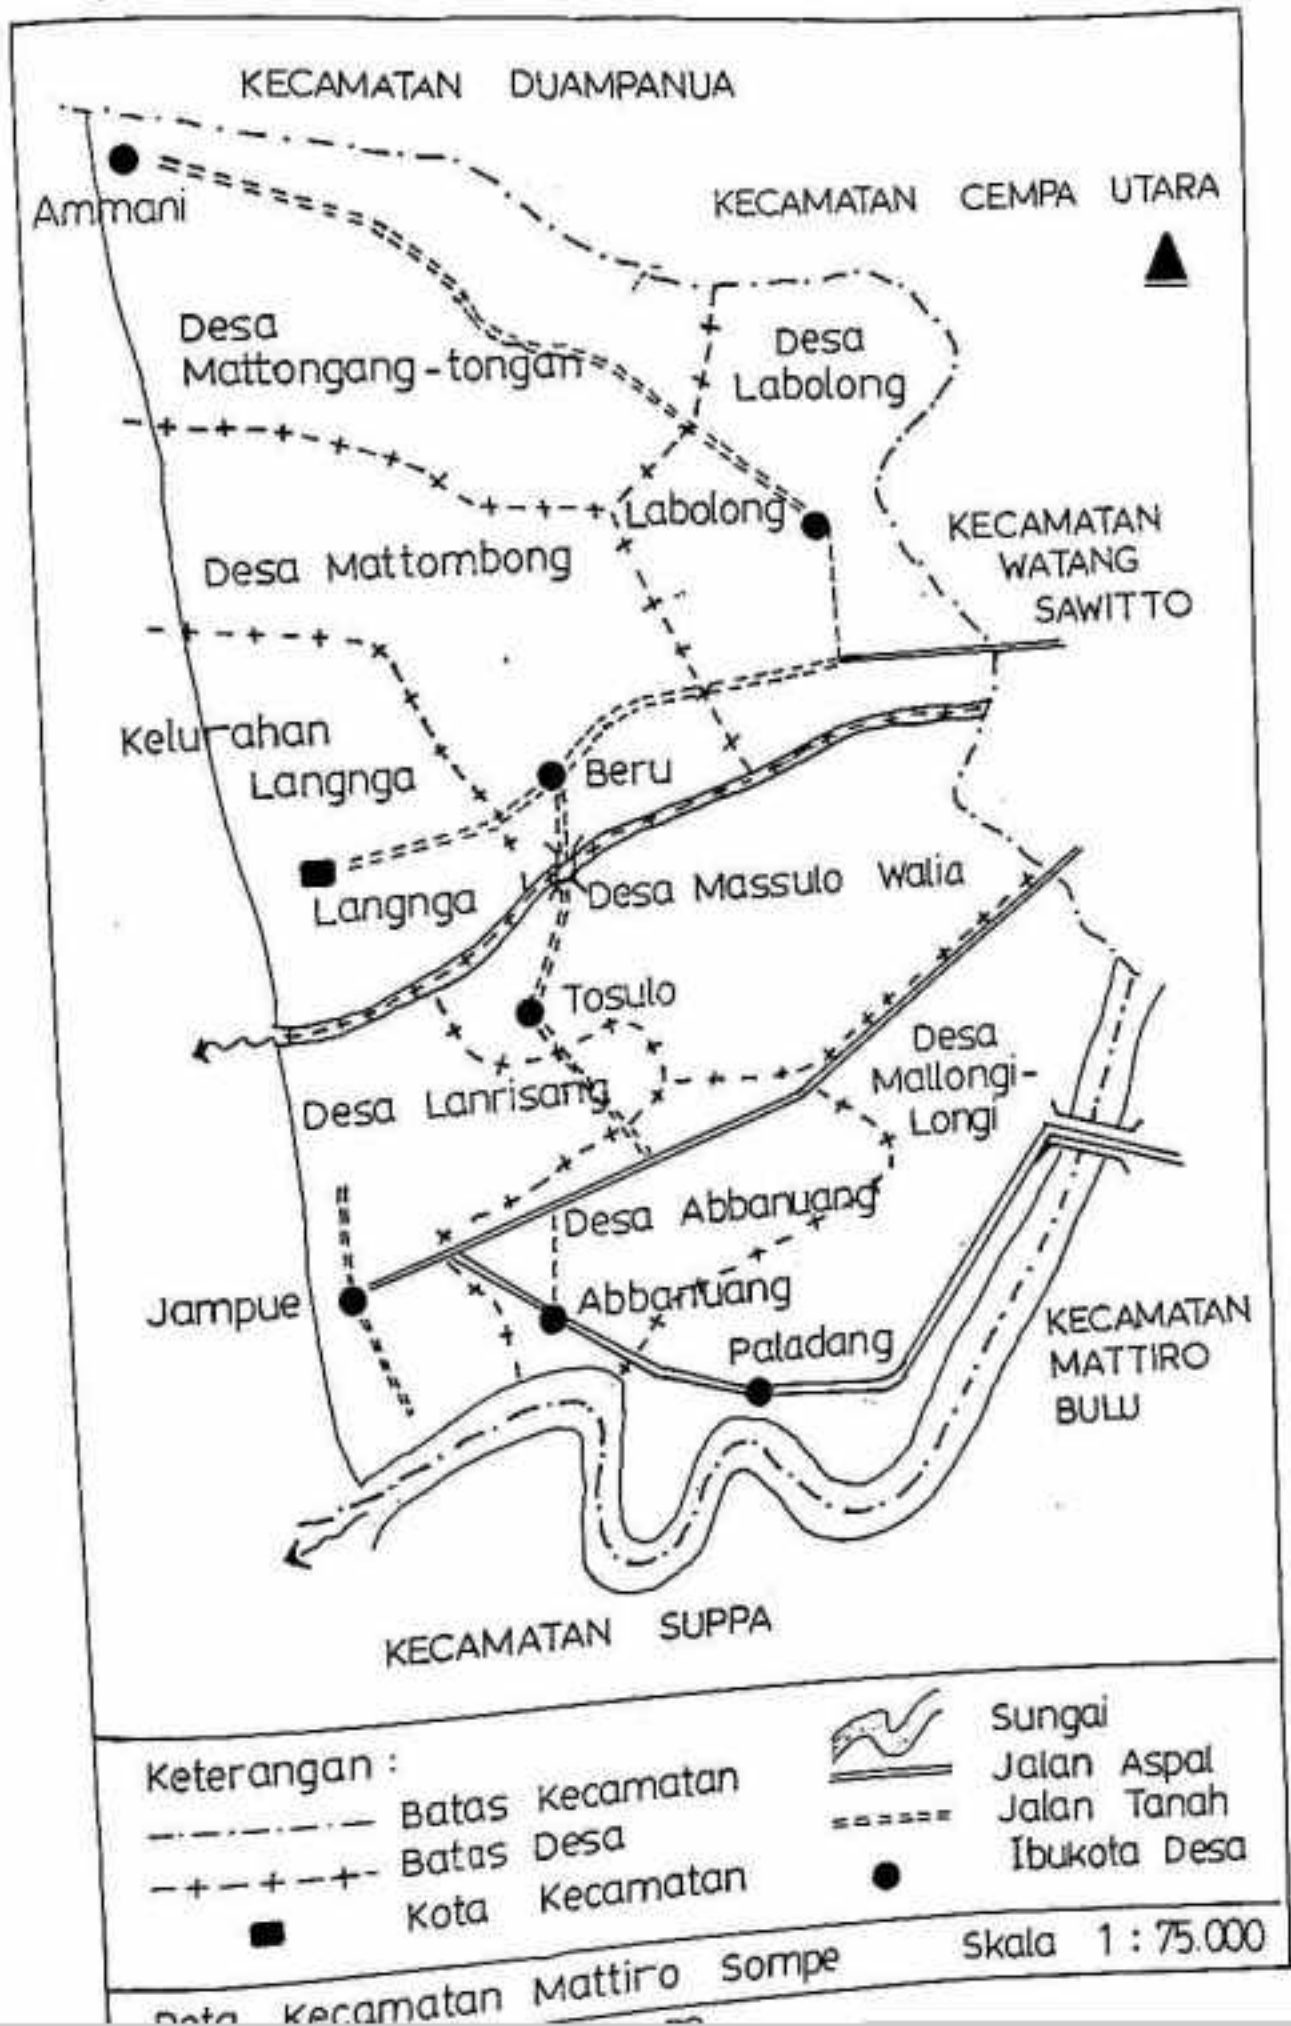 KECAMATAN DUAMPANUA
KECAMATAN CEMPA UTARA
Ammani
Desa
Mattongang-tongan
Desa
Labolong
Labolong
KECAMATAN
WATANG
SAWITTO
Desa Mattombong
Kelurahan
Langnga
Beru
Langnga
Desa Massulo Walia
Tosulo
Desa
Mallongi-
Longi
Desa Lanrisang
Desa Abbanuang
Jampue
Abbanuang
Paladang
KECAMATAN
MATTIRO
BULU
KECAMATAN SUPPA
Keterangan :
Batas Kecamatan
Batas Desa
Kota Kecamatan
Sungai
Jalan Aspal
Jalan Tanah
Ibukota Desa
Skala 1 : 75.000
Peta Kecamatan Mattiro Sompe